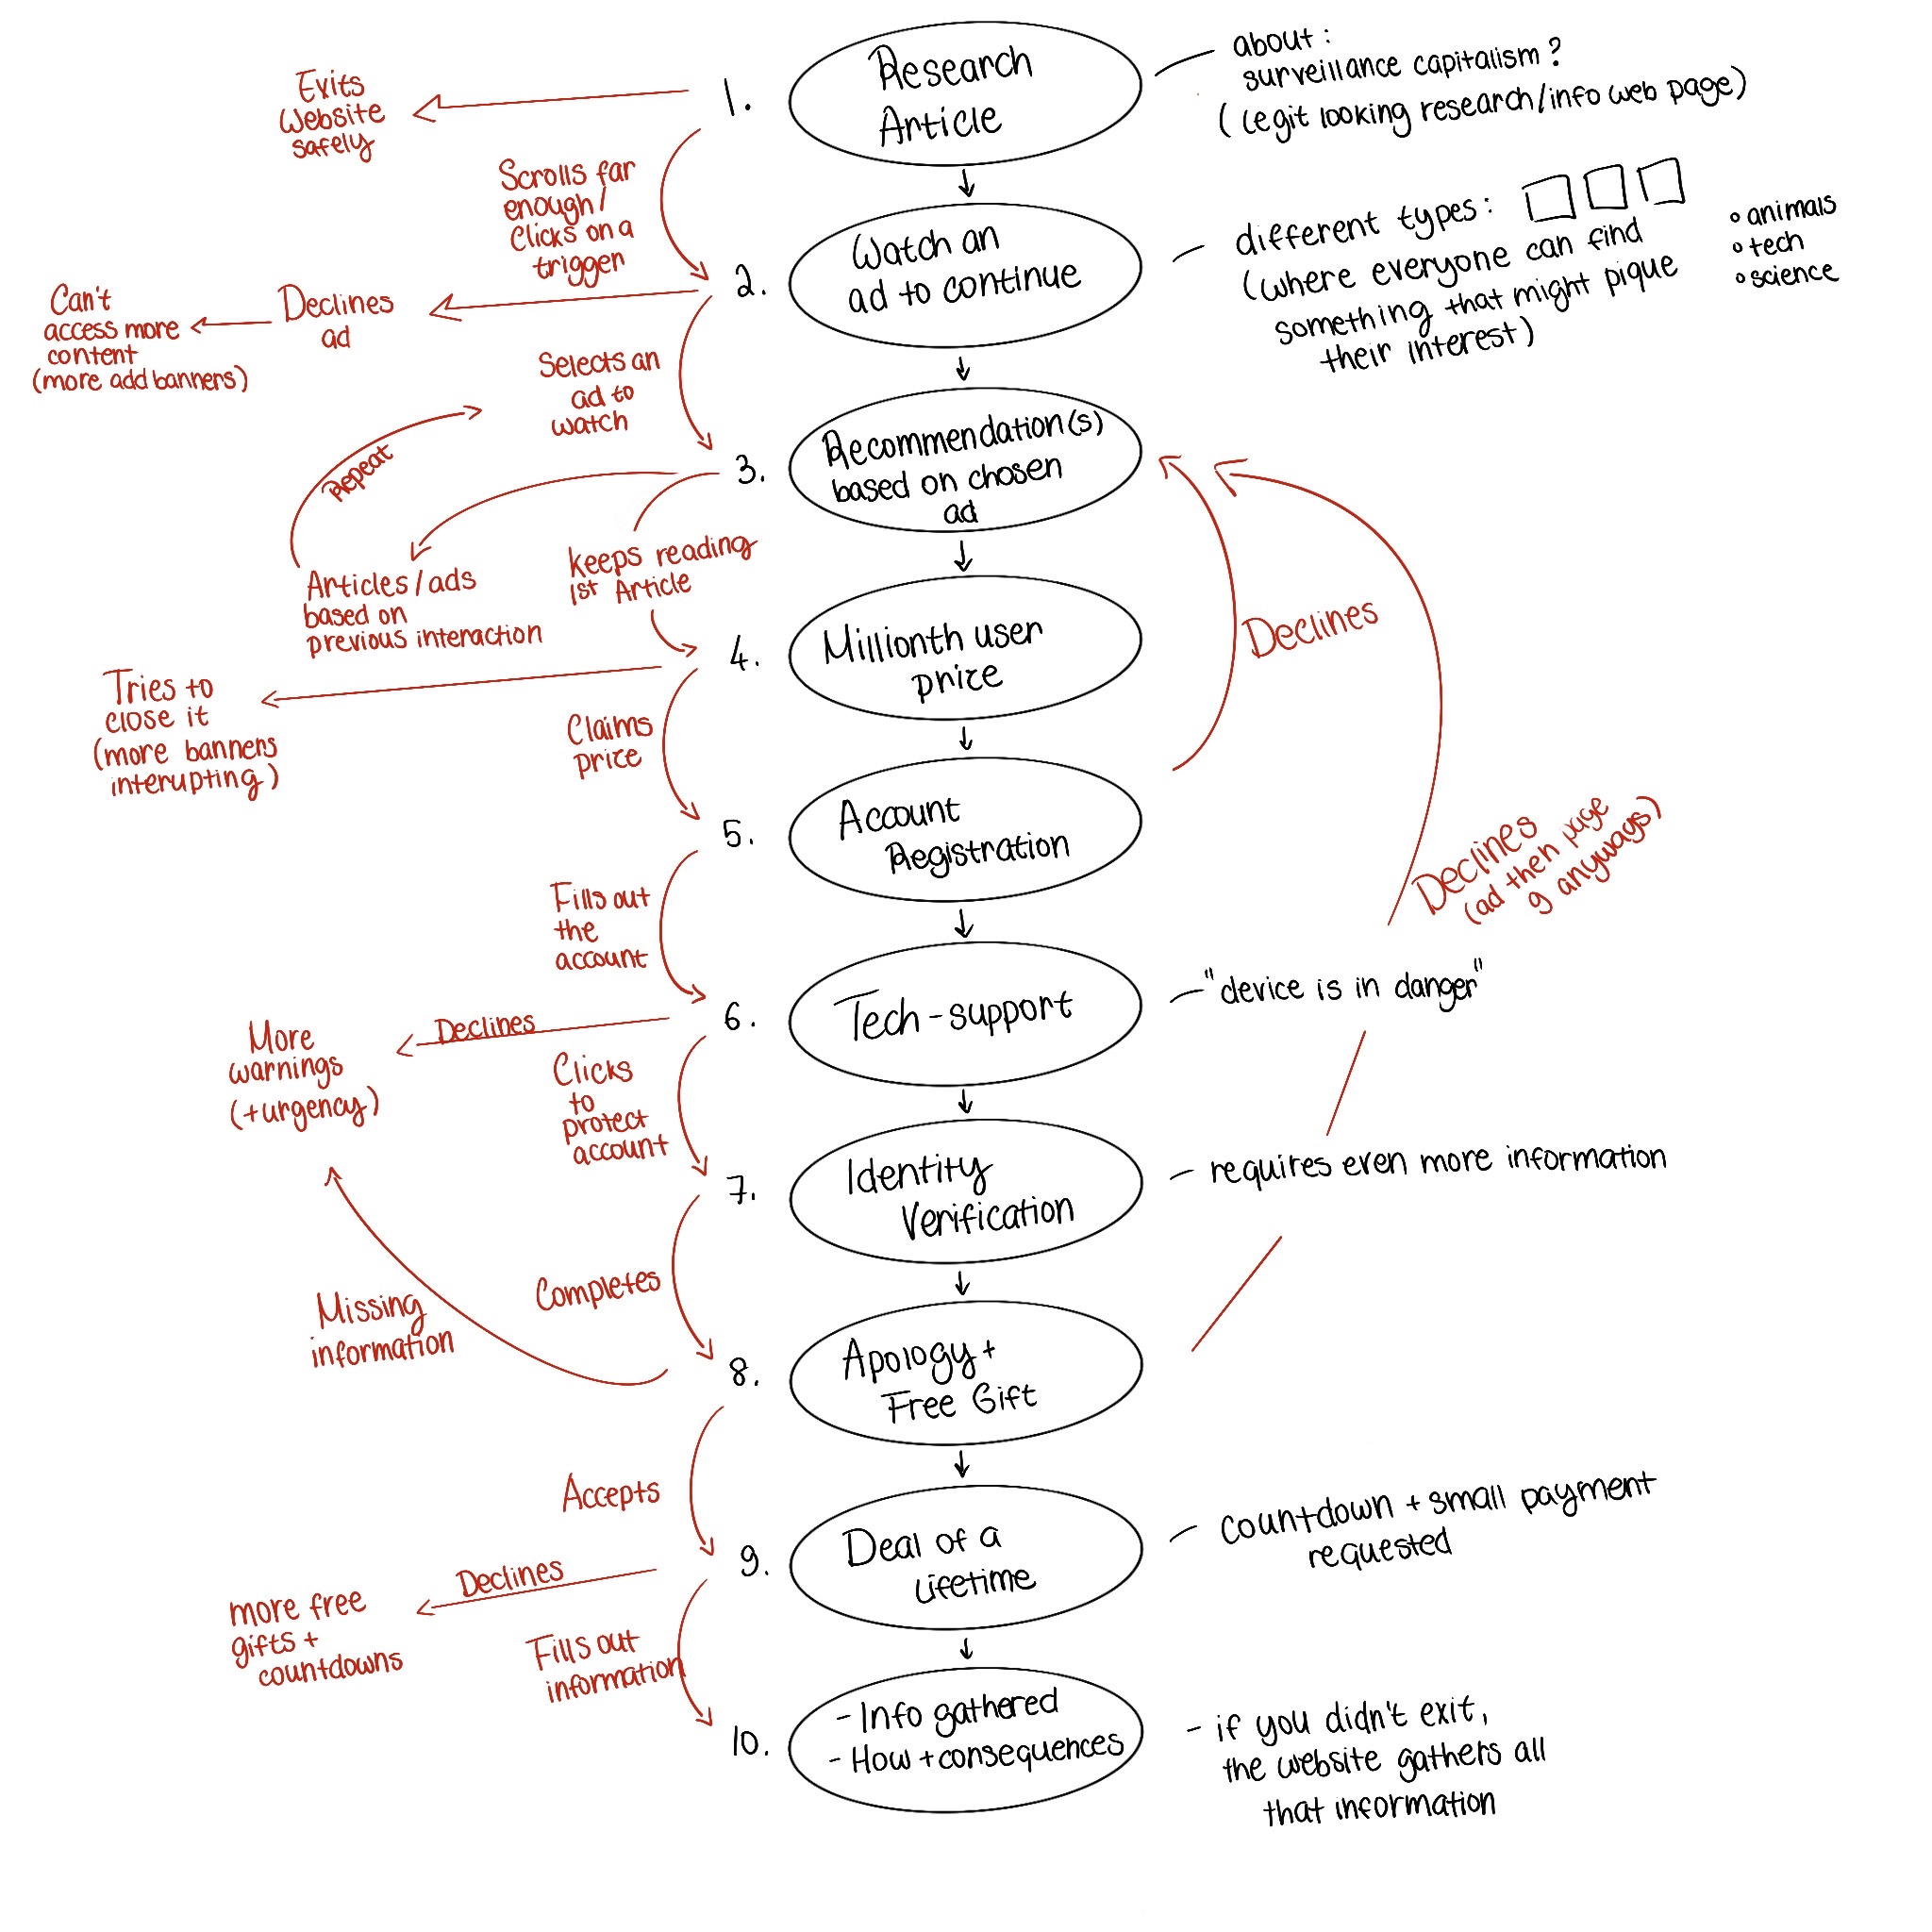 1.
Research
Article
about:
surveillance capitalism?
(legit looking research/info web page)
Exits
Website
safely
Scrolls far
enough/
Clicks on a
trigger
2.
Watch an
ad to continue
different types:
(where everyone can find
something that might pique
their interest)
animals
tech
science
Declines
ad
Can't
access more
content
(more add banners)
Selects an
ad to
watch
3.
Recommendation(s)
based on chosen
ad
Repeat
Articles/ads
based on
previous interaction
keeps reading
1st Article
4.
Millionth user
price
Declines
Tries to
close it
(more banners
interupting)
Claims
price
5.
Account
Registration
Declines
(ad then page
9 anyways)
Fills out
the
account
6.
Tech-support
"device is in danger"
Declines
More
warnings
(+urgency)
Clicks
to
protect
account
7.
Identity
Verification
- requires even more information
Completes
Missing
information
8.
Apology+
Free Gift
Accepts
9.
Deal of a
Lifetime
countdown + small payment
requested
Declines
more free
gifts +
countdowns
Fills out
information
10.
- Info gathered
- How + consequences
- if you didn't exit,
the website gathers all
that information